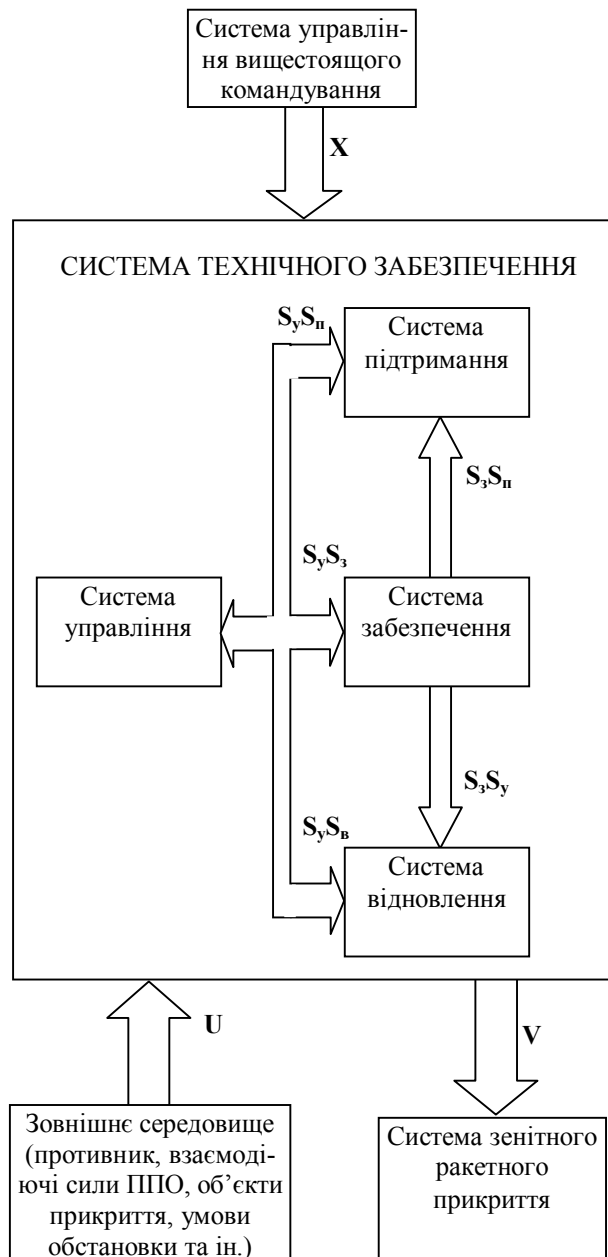 Система управлін-
ня вищестоящого
командування
X
СИСТЕМА ТЕХНІЧНОГО ЗАБЕЗПЕЧЕННЯ
SуSп
Система
підтримання
SзSп
SуSз
Система
управління
Система
забезпечення
SзSу
SуSв
Система
відновлення
U
V
Зовнішнє середовище
(противник, взаємоді-
ючі сили ППО, об’єкти
прикриття, умови
обстановки та ін.)
Система зенітного
ракетного
прикриття